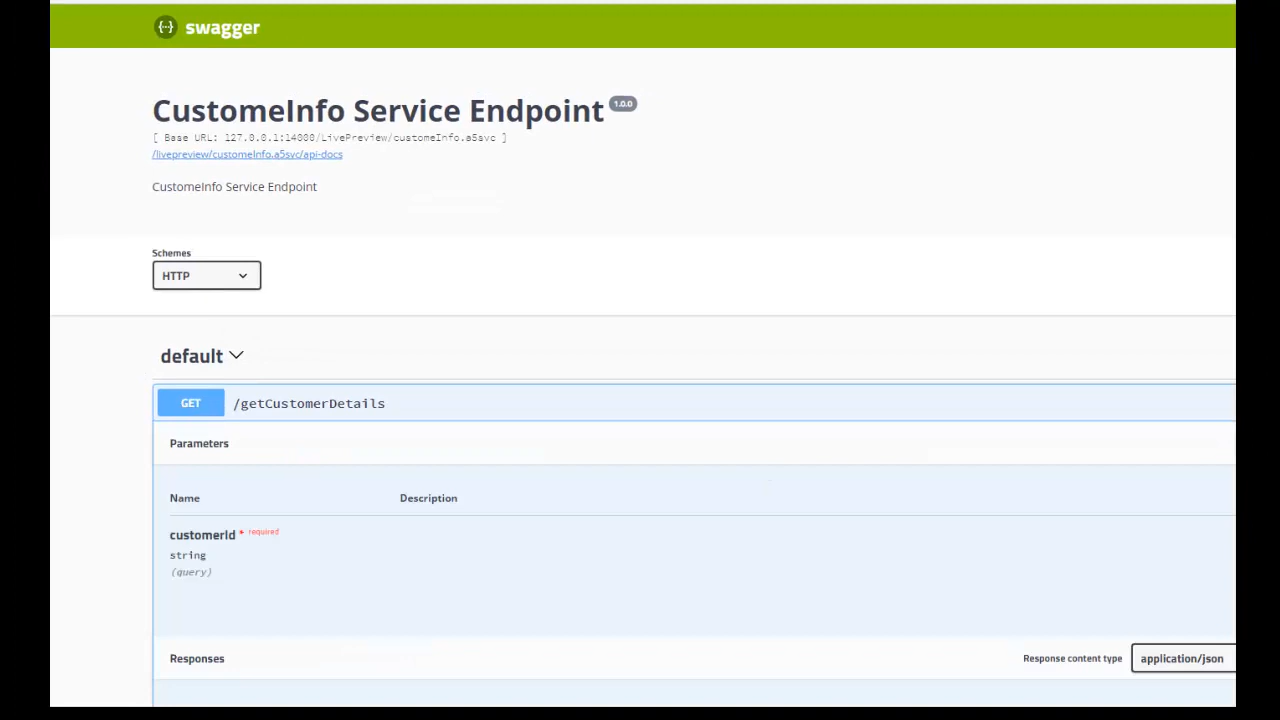 swagger
CustomeInfo Service Endpoint 1.0.0
[ Base URL: 127.0.0.1:14000/LivePreview/customeInfo.a5svc ]
/livepreview/customeInfo.a5svc/api-docs
CustomeInfo Service Endpoint
Schemes
HTTP
default
GET /getCustomerDetails
Parameters
Name Description
customerId * required
string
(query)
Responses Response content type application/json